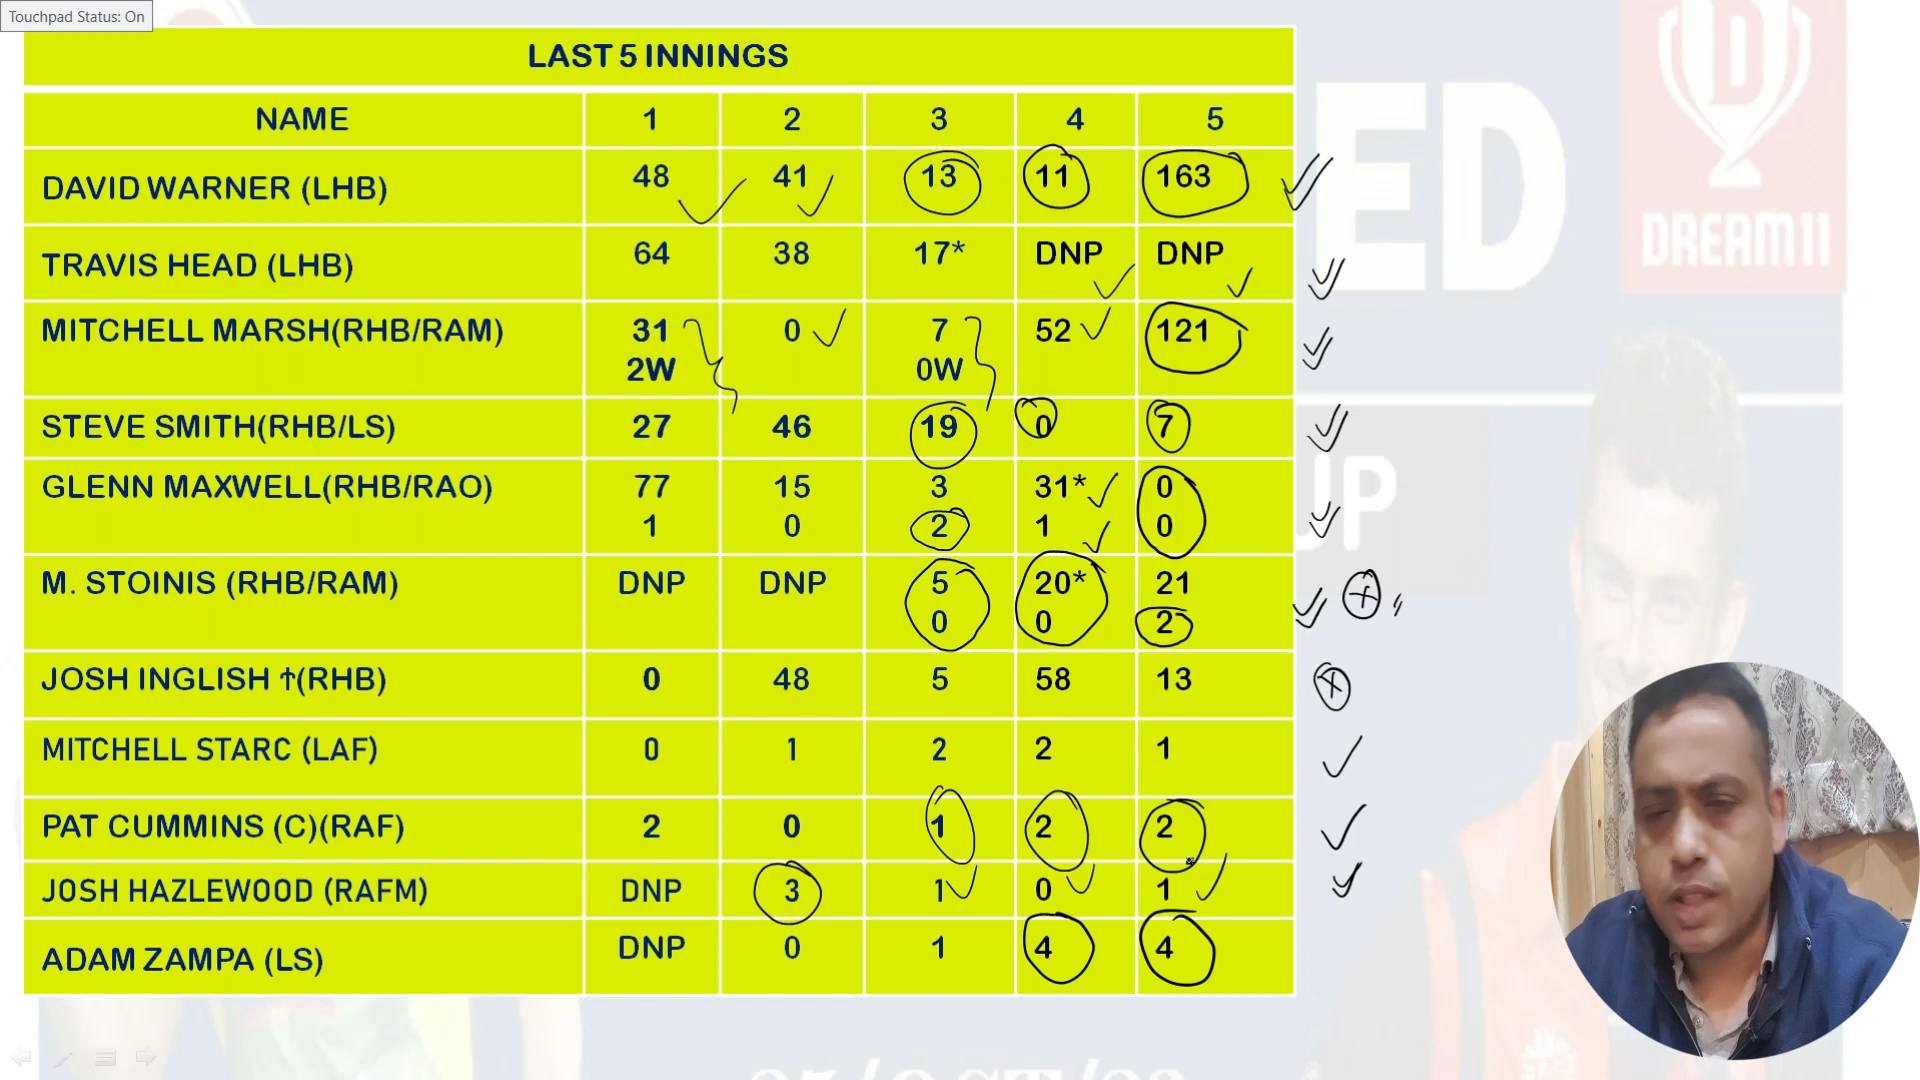 Touchpad Status: On
LAST 5 INNINGS
NAME 1 2 3 4 5
DAVID WARNER (LHB) 48 41 13 11 163
TRAVIS HEAD (LHB) 64 38 17* DNP DNP
MITCHELL MARSH(RHB/RAM) 31 0 7 52 121
2W 0W
STEVE SMITH(RHB/LS) 27 46 19 0 7
GLENN MAXWELL(RHB/RAO) 77 15 3 31* 0
1 0 2 1 0
M. STOINIS (RHB/RAM) DNP DNP 5 20* 21
0 0 2
JOSH INGLISH †(RHB) 0 48 5 58 13
MITCHELL STARC (LAF) 0 1 2 2 1
PAT CUMMINS (C)(RAF) 2 0 1 2 2
JOSH HAZLEWOOD (RAFM) DNP 3 1 0 1
ADAM ZAMPA (LS) DNP 0 1 4 4
ED
D
DREAM11
UP